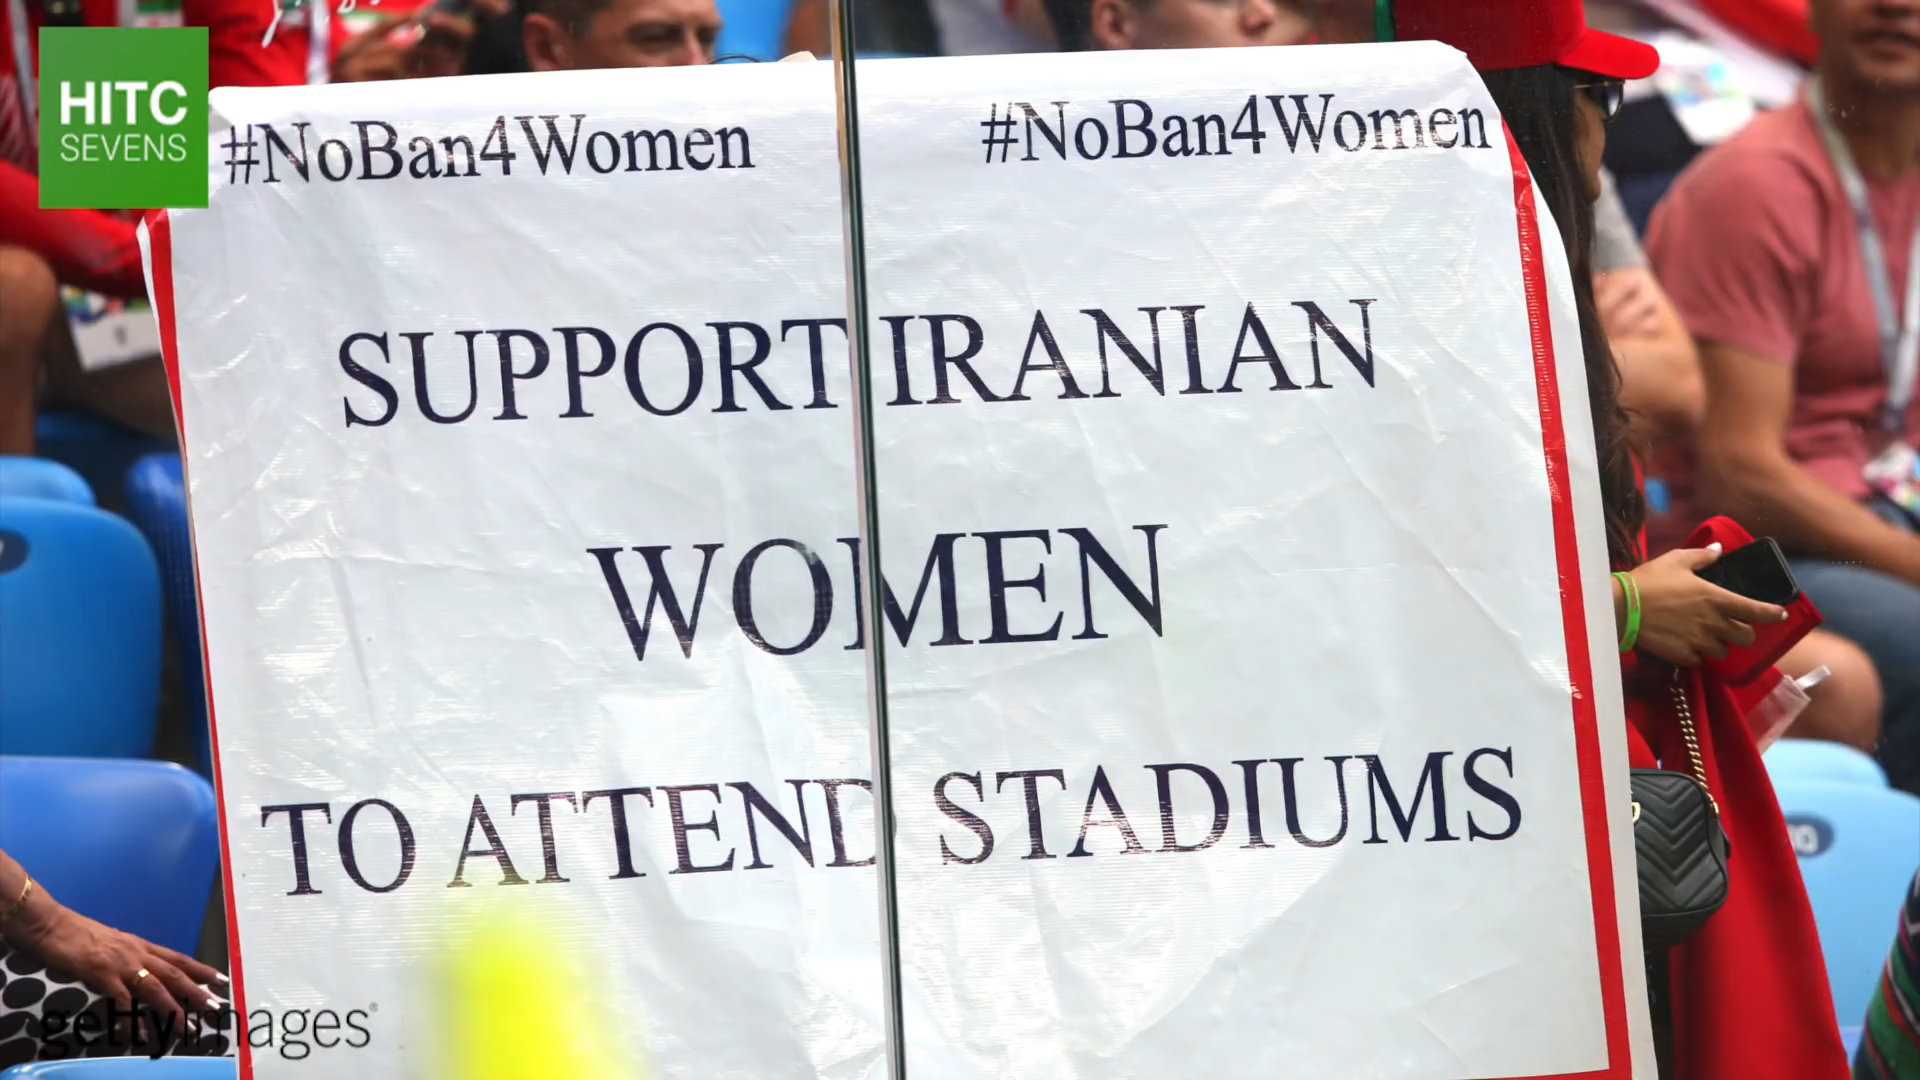 HITC
SEVENS
#NoBan4Women #NoBan4Women
SUPPORT IRANIAN
WOMEN
TO ATTEND STADIUMS
gettyimages®